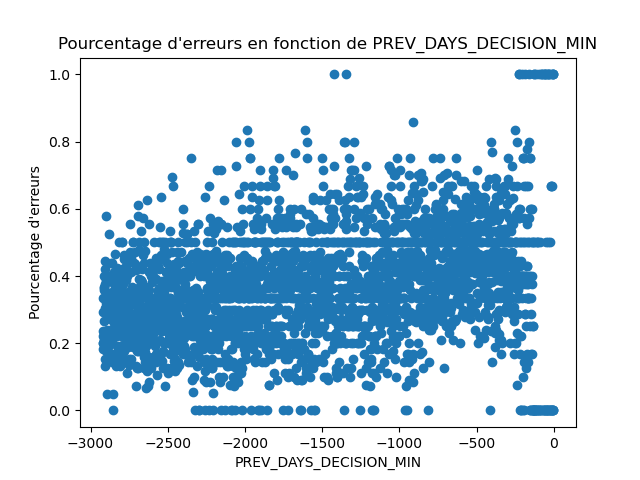 Pourcentage d'erreurs en fonction de PREV_DAYS_DECISION_MIN
1.0
0.8
0.6
0.4
0.2
0.0
Pourcentage d'erreurs
−3000 −2500 −2000 −1500 −1000 −500 0
PREV_DAYS_DECISION_MIN